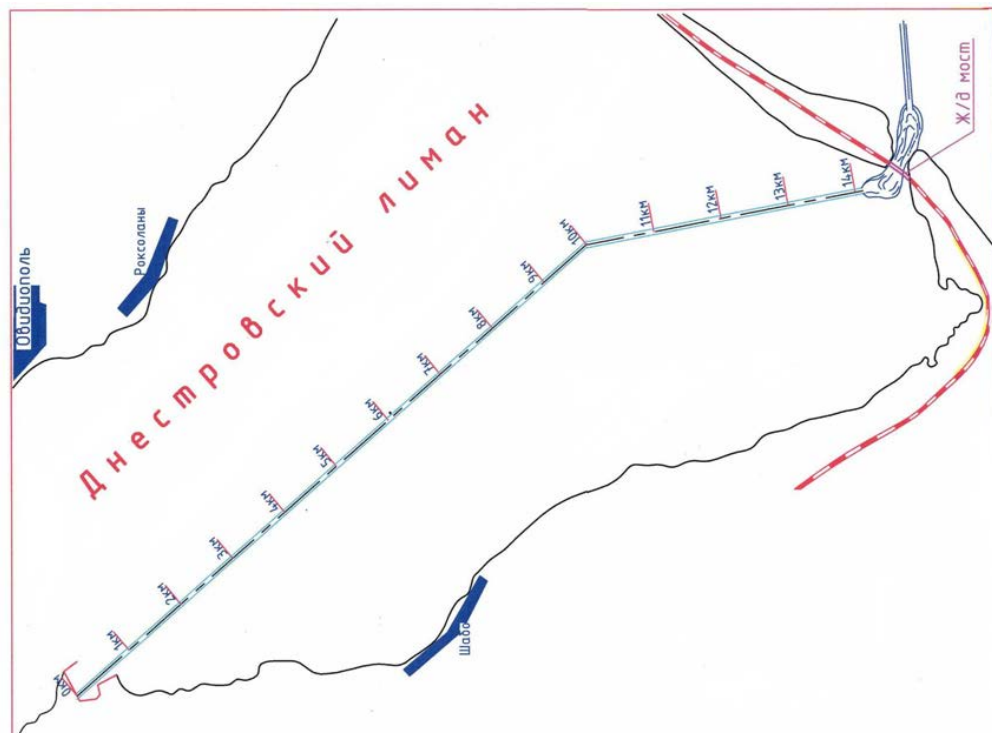 Овидиополь
Роксоланы
Днестровский лиман
Ж/д мост
14км
13км
12км
11км
10км
9км
8км
7км
6км
5км
4км
3км
2км
1км
0км
Шабо